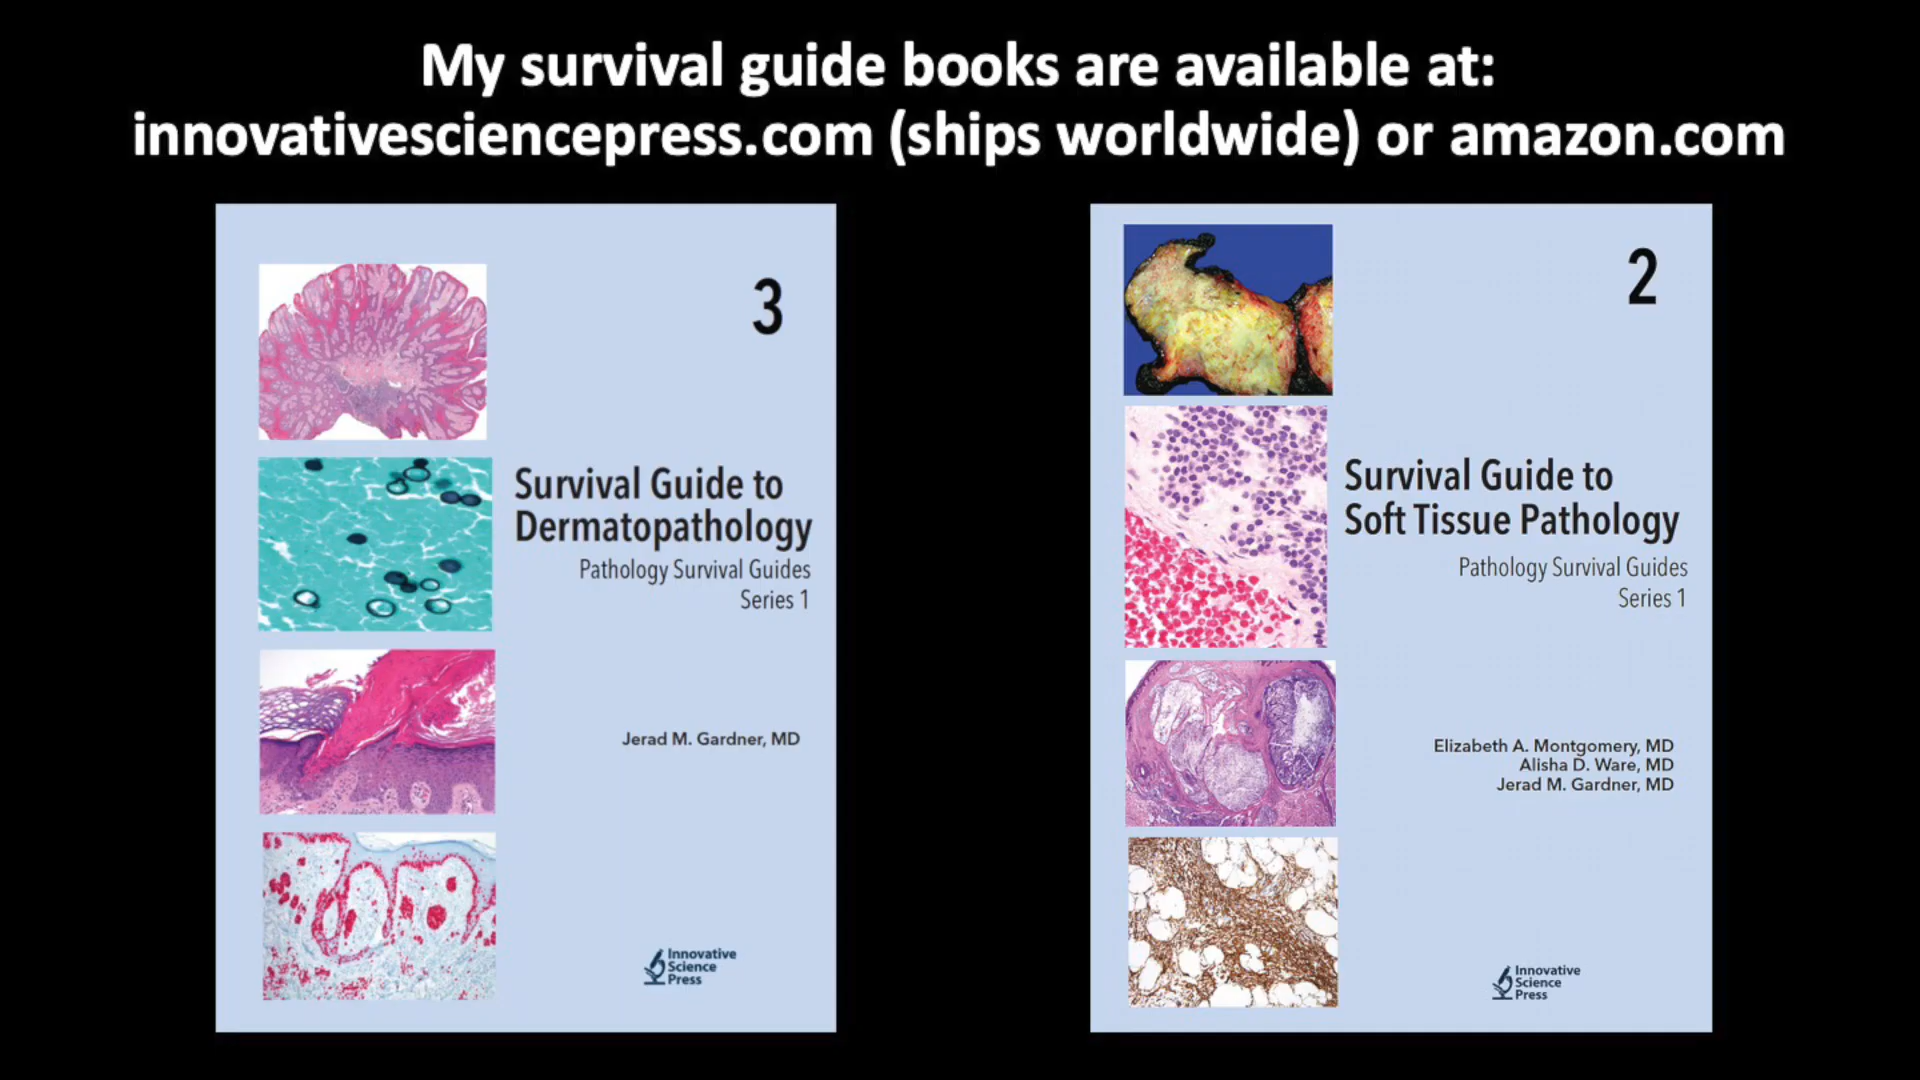 My survival guide books are available at:
innovativesciencepress.com (ships worldwide) or amazon.com
3
Survival Guide to
Dermatopathology
Pathology Survival Guides
Series 1
Jerad M. Gardner, MD
Innovative
Science
Press
2
Survival Guide to
Soft Tissue Pathology
Pathology Survival Guides
Series 1
Elizabeth A. Montgomery, MD
Alisha D. Ware, MD
Jerad M. Gardner, MD
Innovative
Science
Press